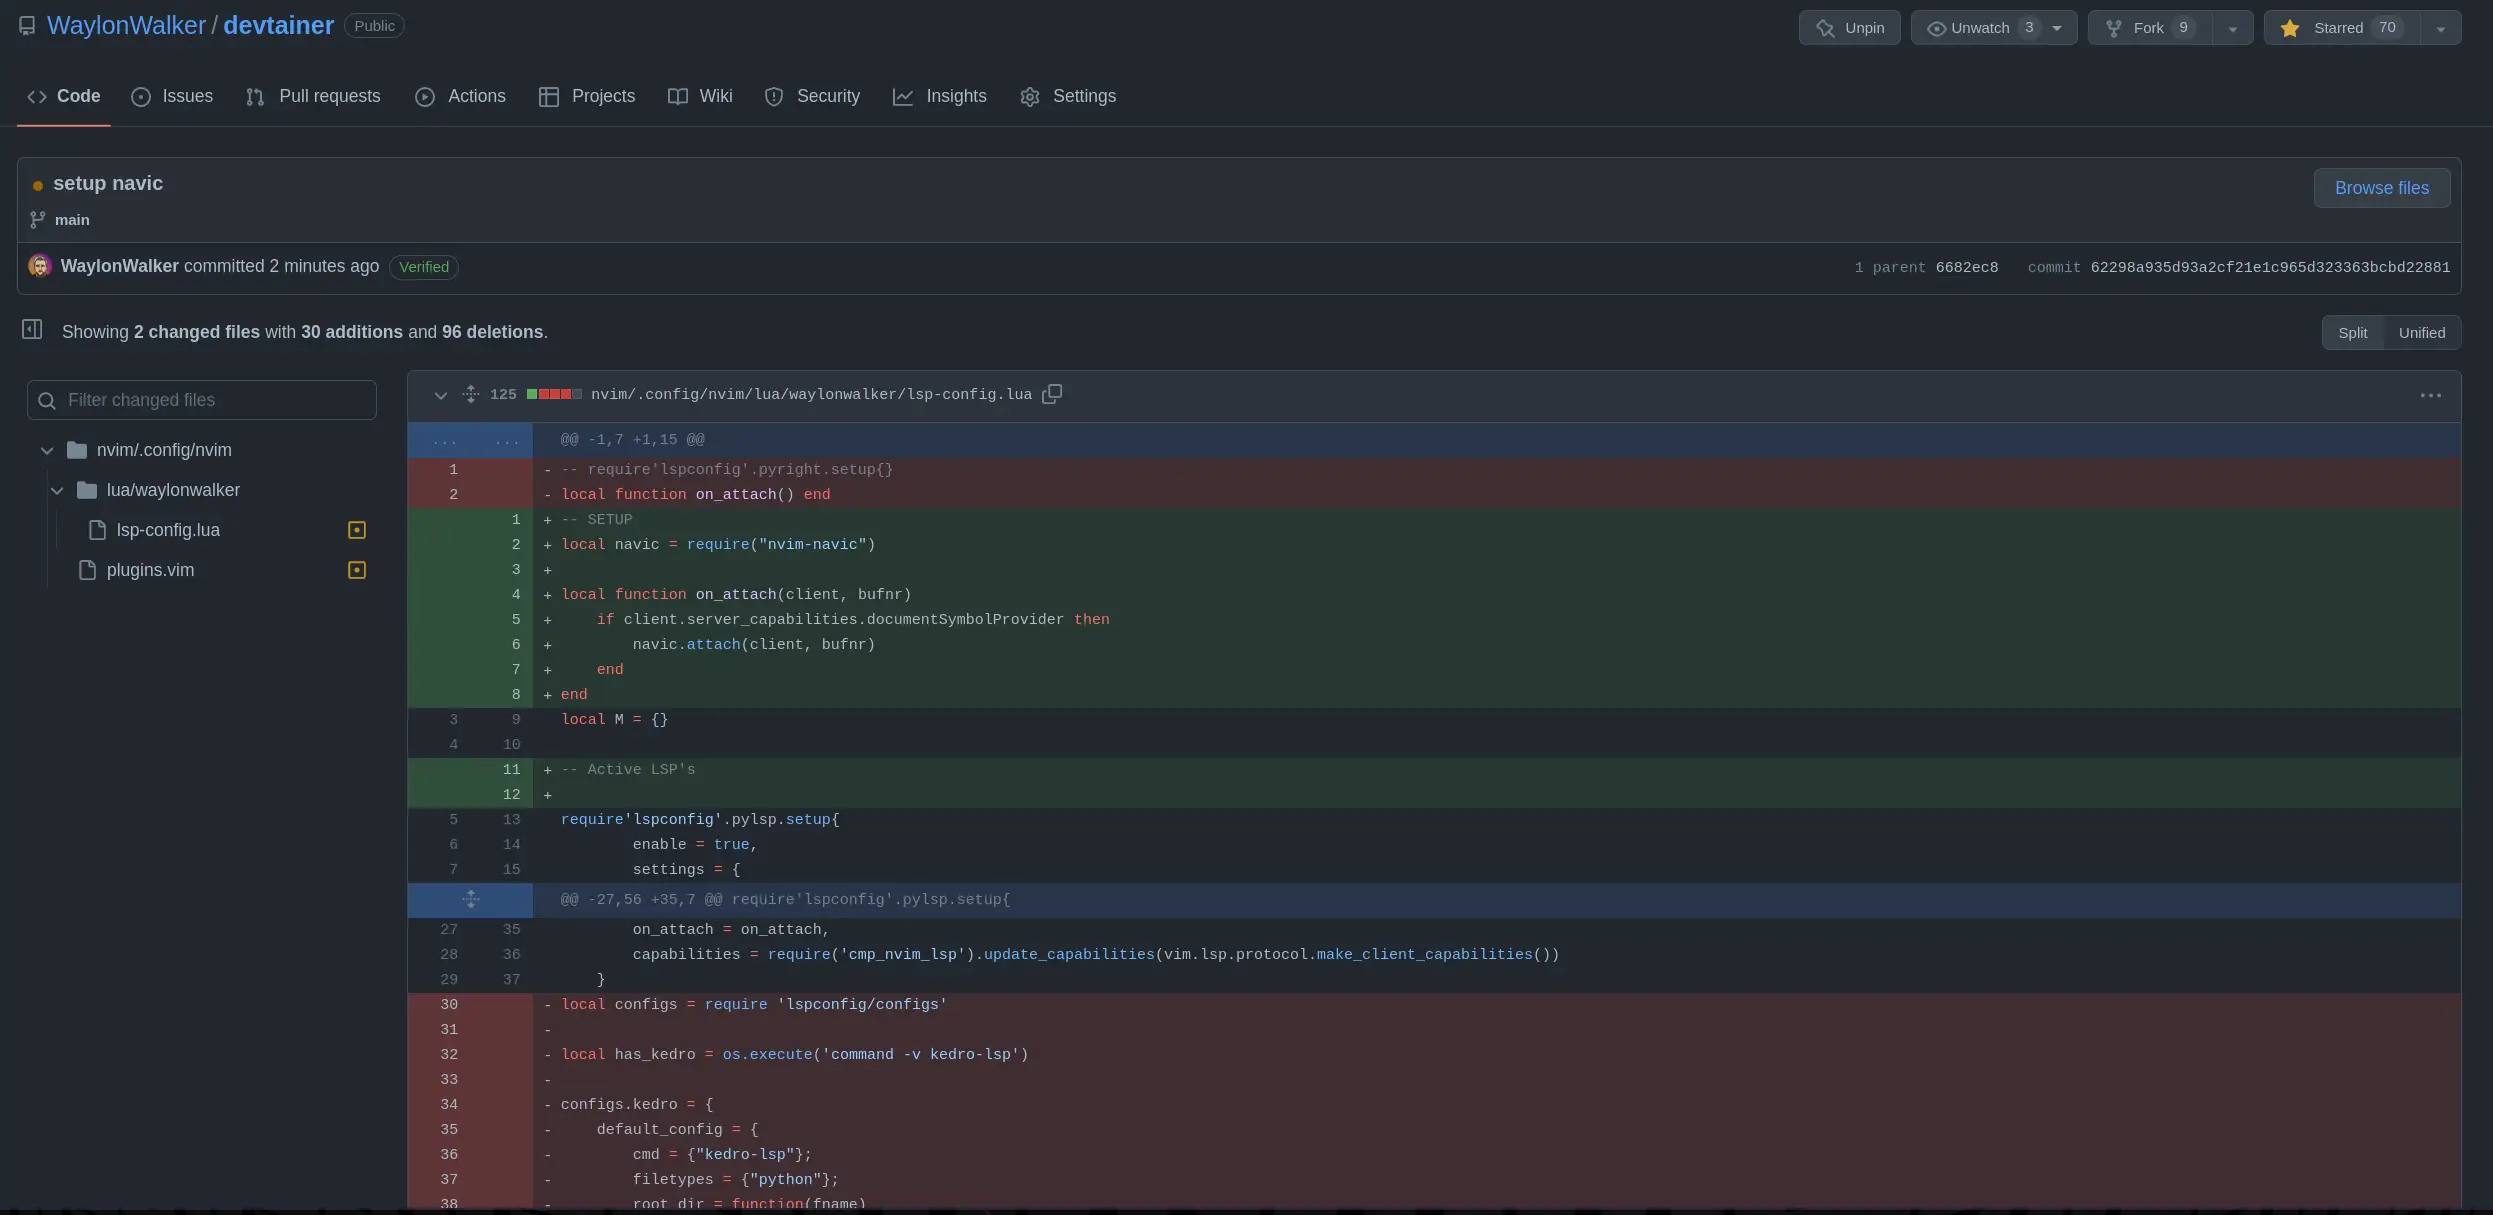 WaylonWalker / devtainer Public
Unpin Unwatch 3 Fork 9 Starred 70
Code Issues Pull requests Actions Projects Wiki Security Insights Settings
setup navic
Browse files
main
WaylonWalker committed 2 minutes ago Verified
1 parent 6682ec8 commit 62298a935d93a2cf21e1c965d323363bcbd22881
Showing 2 changed files with 30 additions and 96 deletions.
Split Unified
Filter changed files
nvim/.config/nvim
lua/waylonwalker
lsp-config.lua
plugins.vim
125 nvim/.config/nvim/lua/waylonwalker/lsp-config.lua
... ... @@ -1,7 +1,15 @@
1 - -- require'lspconfig'.pyright.setup{}
2 - local function on_attach() end
1 + -- SETUP
2 + local navic = require("nvim-navic")
3 +
4 + local function on_attach(client, bufnr)
5 +     if client.server_capabilities.documentSymbolProvider then
6 +         navic.attach(client, bufnr)
7 +     end
8 + end
3 9 local M = {}
4 10
11 + -- Active LSP's
12 +
5 13 require'lspconfig'.pylsp.setup{
6 14         enable = true,
7 15         settings = {
@@ -27,56 +35,7 @@ require'lspconfig'.pylsp.setup{
27 35         on_attach = on_attach,
28 36         capabilities = require('cmp_nvim_lsp').update_capabilities(vim.lsp.protocol.make_client_capabilities())
29 37     }
30 - local configs = require 'lspconfig/configs'
31 -
32 - local has_kedro = os.execute('command -v kedro-lsp')
33 -
34 - configs.kedro = {
35 -     default_config = {
36 -         cmd = {"kedro-lsp"};
37 -         filetypes = {"python"};
38 -         root_dir = function(fname)